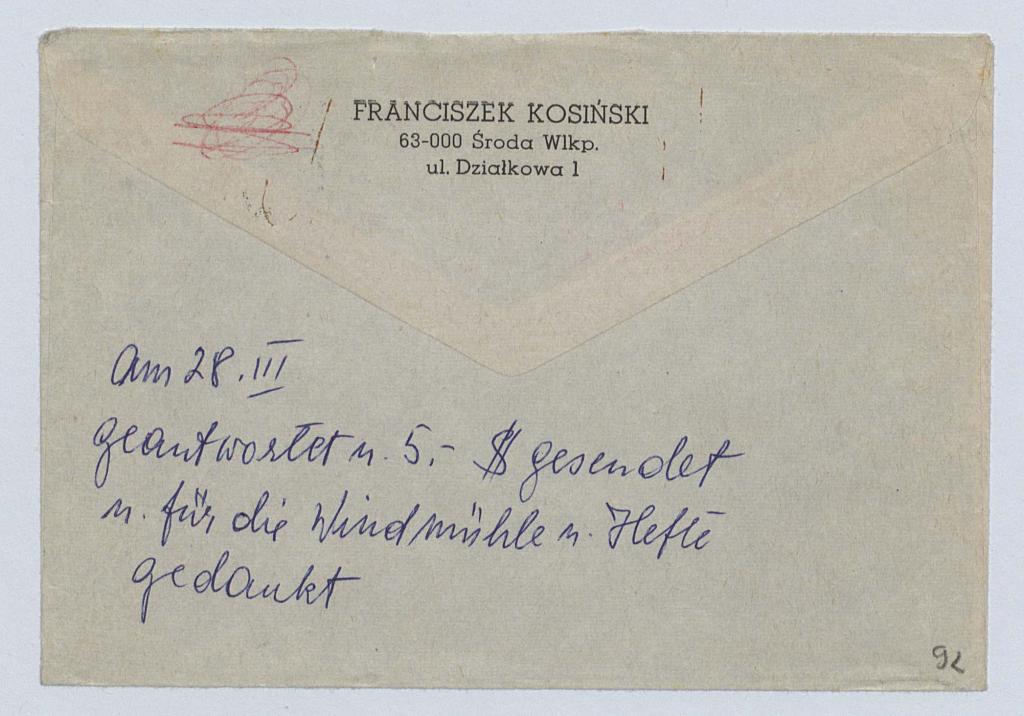 FRANCISZEK KOSIŃSKI
63-000 Środa Wlkp.
ul. Działkowa 1
am 28. III
geantwortet u. 5.- $ gesendet
u. für die Windmühle u. Hefte
gedankt
92